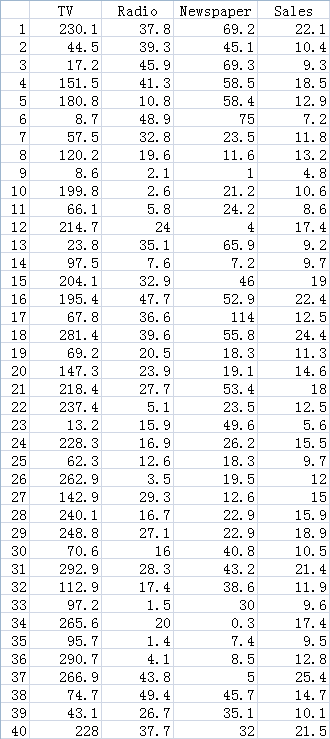 TV Radio Newspaper Sales
1 230.1 37.8 69.2 22.1
2 44.5 39.3 45.1 10.4
3 17.2 45.9 69.3 9.3
4 151.5 41.3 58.5 18.5
5 180.8 10.8 58.4 12.9
6 8.7 48.9 75 7.2
7 57.5 32.8 23.5 11.8
8 120.2 19.6 11.6 13.2
9 8.6 2.1 1 4.8
10 199.8 2.6 21.2 10.6
11 66.1 5.8 24.2 8.6
12 214.7 24 4 17.4
13 23.8 35.1 65.9 9.2
14 97.5 7.6 7.2 9.7
15 204.1 32.9 46 19
16 195.4 47.7 52.9 22.4
17 67.8 36.6 114 12.5
18 281.4 39.6 55.8 24.4
19 69.2 20.5 18.3 11.3
20 147.3 23.9 19.1 14.6
21 218.4 27.7 53.4 18
22 237.4 5.1 23.5 12.5
23 13.2 15.9 49.6 5.6
24 228.3 16.9 26.2 15.5
25 62.3 12.6 18.3 9.7
26 262.9 3.5 19.5 12
27 142.9 29.3 12.6 15
28 240.1 16.7 22.9 15.9
29 248.8 27.1 22.9 18.9
30 70.6 16 40.8 10.5
31 292.9 28.3 43.2 21.4
32 112.9 17.4 38.6 11.9
33 97.2 1.5 30 9.6
34 265.6 20 0.3 17.4
35 95.7 1.4 7.4 9.5
36 290.7 4.1 8.5 12.8
37 266.9 43.8 5 25.4
38 74.7 49.4 45.7 14.7
39 43.1 26.7 35.1 10.1
40 228 37.7 32 21.5